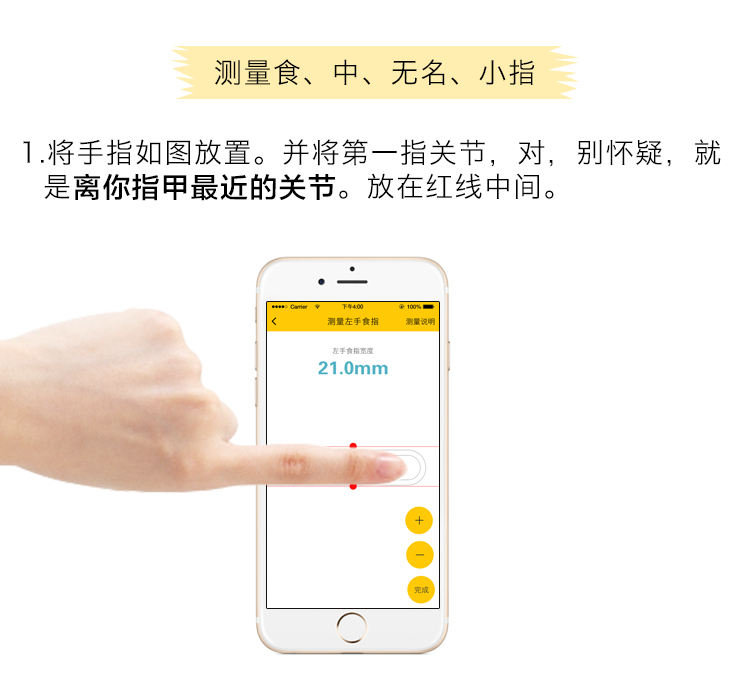 测量食、中、无名、小指
1.将手指如图放置。并将第一指关节，对，别怀疑，就
是离你指甲最近的关节。放在红线中间。
Carrier 下午4:00 100%
测量左手食指 测量说明
左手食指宽度
21.0mm
+
−
完成